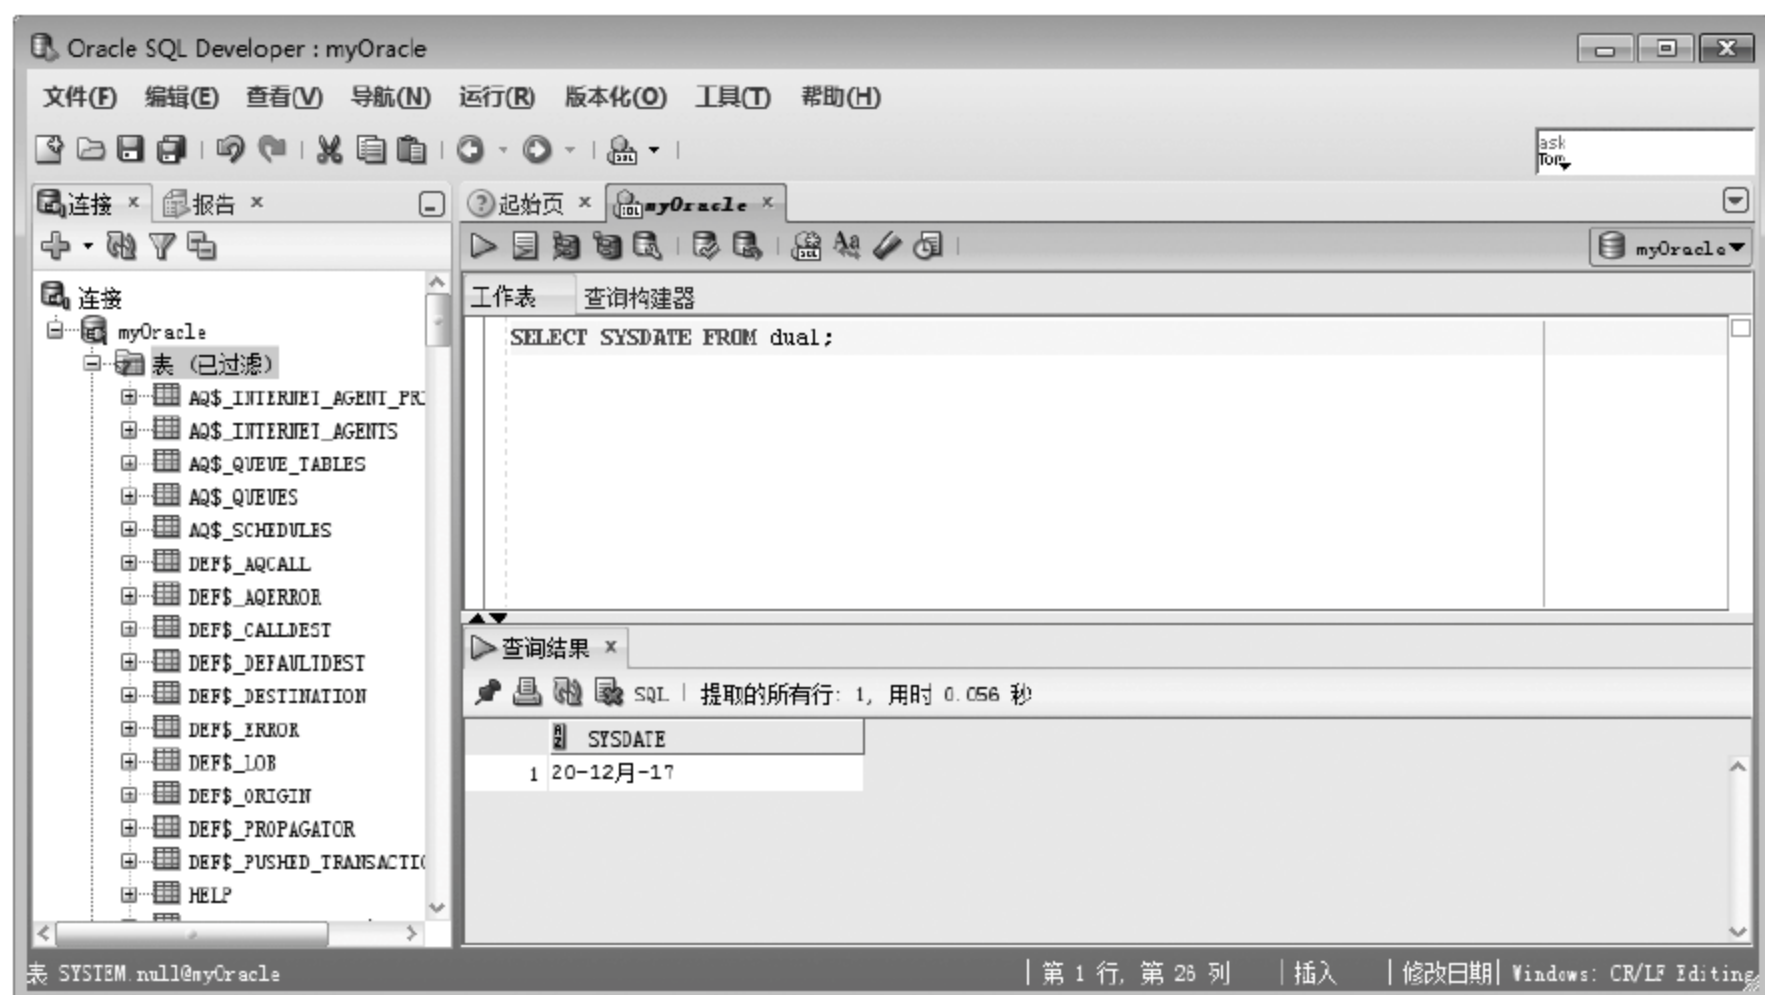 Oracle SQL Developer : myOracle
文件(F) 编辑(E) 查看(V) 导航(N) 运行(R) 版本化(O) 工具(T) 帮助(H)
ask
Tom
连接 × 报告 ×
起始页 × myOracle ×
myOracle
连接
myOracle
表 (已过滤)
AQ$_INTERNET_AGENT_PRI
AQ$_INTERNET_AGENTS
AQ$_QUEUE_TABLES
AQ$_QUEUES
AQ$_SCHEDULES
DEF$_AQCALL
DEF$_AQERROR
DEF$_CALLDEST
DEF$_DEFAULTDEST
DEF$_DESTINATION
DEF$_ERROR
DEF$_LOB
DEF$_ORIGIN
DEF$_PROPAGATOR
DEF$_PUSHED_TRANSACTIO
HELP
工作表 查询构建器
SELECT SYSDATE FROM dual;
查询结果 ×
SQL | 提取的所有行: 1, 用时 0.056 秒
SYSDATE
1 20-12月-17
表 SYSTEM.null@myOracle | 第 1 行, 第 26 列 | 插入 | 修改日期 | Windows: CR/LF Editing